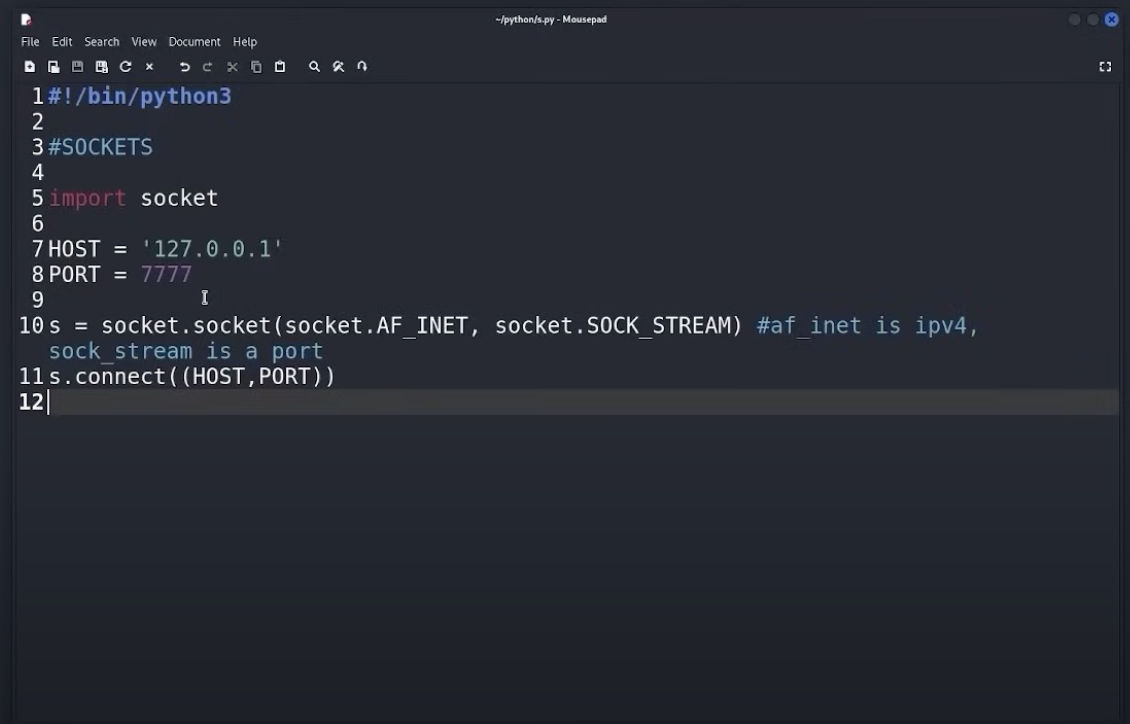 ~/python/s.py - Mousepad
File Edit Search View Document Help
1 #!/bin/python3
2
3 #SOCKETS
4
5 import socket
6
7 HOST = '127.0.0.1'
8 PORT = 7777
9
10 s = socket.socket(socket.AF_INET, socket.SOCK_STREAM) #af_inet is ipv4,
sock_stream is a port
11 s.connect((HOST,PORT))
12